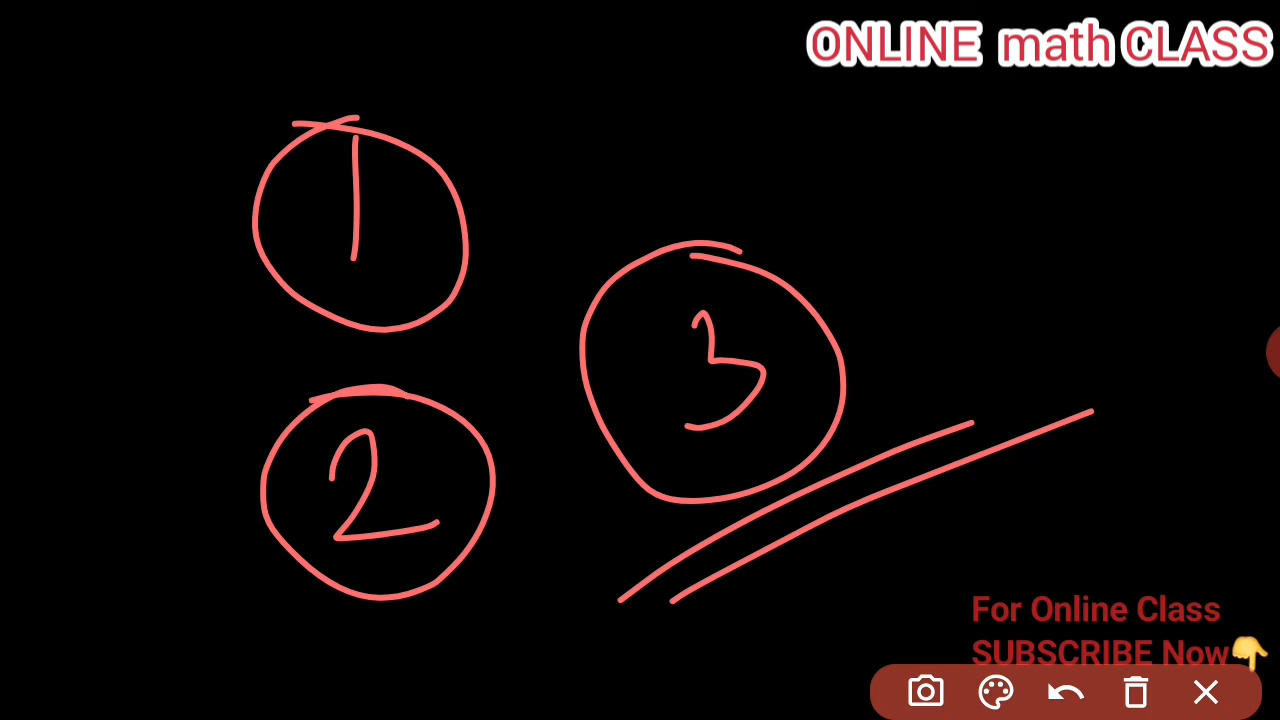 ONLINE math CLASS
1
2
3
For Online Class
SUBSCRIBE Now👇